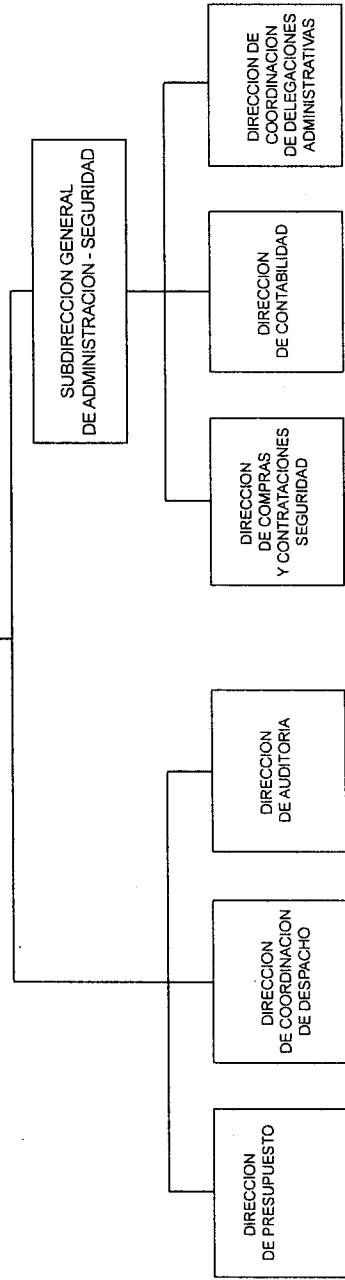 SUBDIRECCION GENERAL
DE ADMINISTRACION - SEGURIDAD
DIRECCION
DE PRESUPUESTO
DIRECCION
DE COORDINACION
DE DESPACHO
DIRECCION
DE AUDITORIA
DIRECCION
DE COMPRAS
Y CONTRATACIONES
SEGURIDAD
DIRECCION
DE CONTABILIDAD
DIRECCION DE
COORDINACION
DE DELEGACIONES
ADMINISTRATIVAS